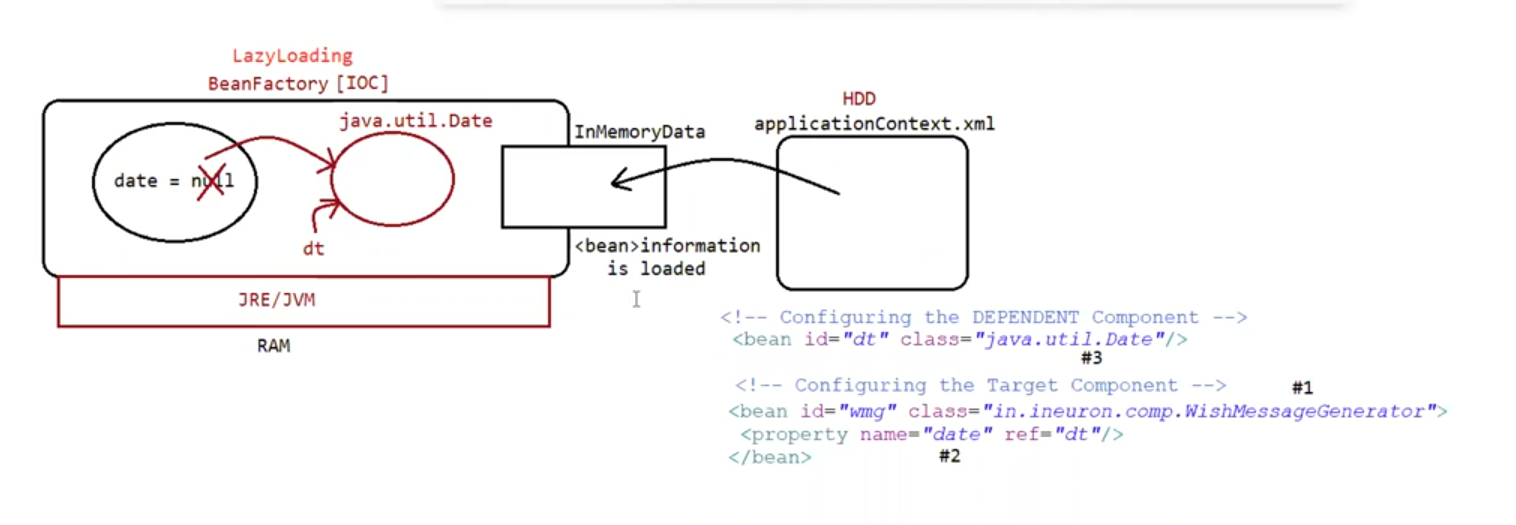 LazyLoading
BeanFactory [IOC]
java.util.Date
date = null
dt
JRE/JVM
RAM
InMemoryData
<bean>information
is loaded
HDD
applicationContext.xml
<!-- Configuring the DEPENDENT Component -->
<bean id="dt" class="java.util.Date"/>
#3
<!-- Configuring the Target Component -->
#1
<bean id="wmg" class="in.ineuron.comp.WishMessageGenerator">
<property name="date" ref="dt"/>
</bean>
#2